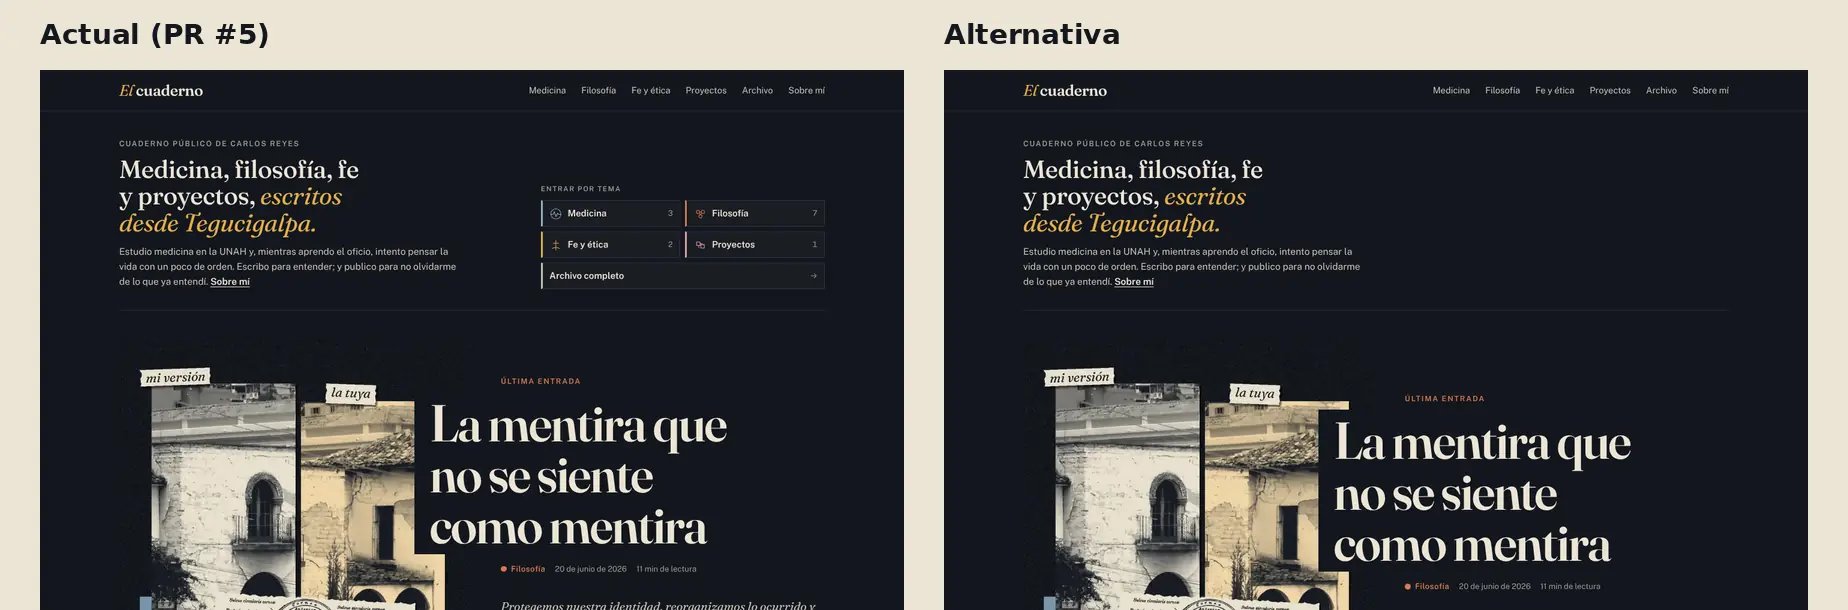 Actual (PR #5)
El cuaderno
Medicina Filosofía Fe y ética Proyectos Archivo Sobre mí
CUADERNO PÚBLICO DE CARLOS REYES
Medicina, filosofía, fe
y proyectos, escritos
desde Tegucigalpa.
Estudio medicina en la UNAH y, mientras aprendo el oficio, intento pensar la
vida con un poco de orden. Escribo para entender; y publico para no olvidarme
de lo que ya entendí. Sobre mí
ENTRAR POR TEMA
Medicina 3
Filosofía 7
Fe y ética 2
Proyectos 1
Archivo completo →
mi versión
la tuya
ÚLTIMA ENTRADA
La mentira que
no se siente
como mentira
Filosofía 20 de junio de 2026 11 min de lectura
Protegemos nuestra identidad, reorganizamos lo ocurrido y
Alternativa
El cuaderno
Medicina Filosofía Fe y ética Proyectos Archivo Sobre mí
CUADERNO PÚBLICO DE CARLOS REYES
Medicina, filosofía, fe
y proyectos, escritos
desde Tegucigalpa.
Estudio medicina en la UNAH y, mientras aprendo el oficio, intento pensar la
vida con un poco de orden. Escribo para entender; y publico para no olvidarme
de lo que ya entendí. Sobre mí
mi versión
la tuya
ÚLTIMA ENTRADA
La mentira que
no se siente
como mentira
Filosofía 20 de junio de 2026 11 min de lectura